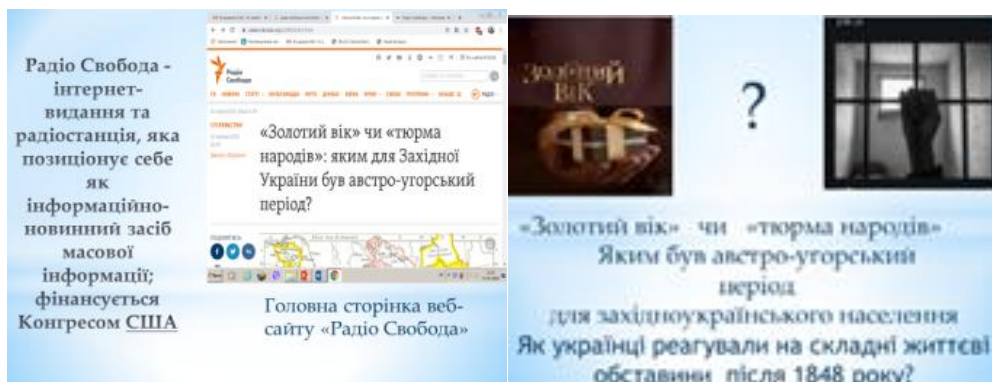 Радіо Свобода -
інтернет-
видання та
радіостанція, яка
позиціонує себе
як
інформаційно-
новинний засіб
масової
інформації;
фінансується
Конгресом США
Радіо
Свобода
«Золотий вік» чи «тюрма
народів»: яким для Західної
України був австро-угорський
період?
Головна сторінка веб-
сайту «Радіо Свобода»
Золотий
Вік
?
«Золотий вік» чи «тюрма народів»
Яким був австро-угорський
період
для західноукраїнського населення
Як українці реагували на складні життєві
обставини після 1848 року?